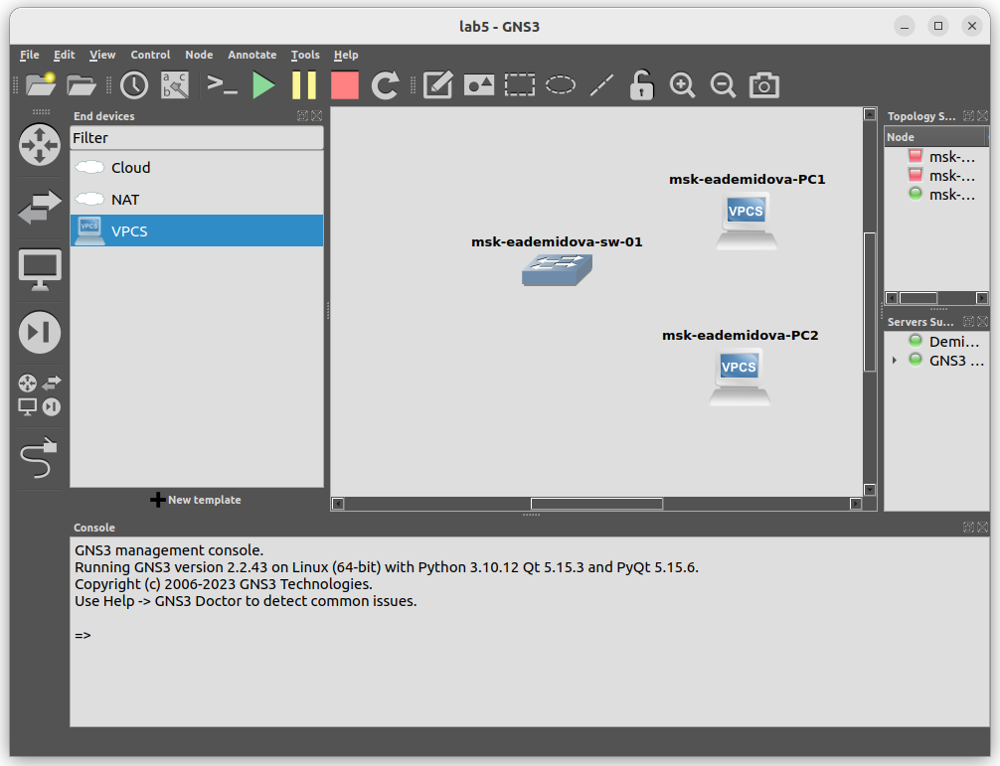 lab5 - GNS3
File Edit View Control Node Annotate Tools Help
a c
b
End devices
Filter
Cloud
NAT
VPCS
VPCS
New template
msk-eademidova-PC1
VPCS
msk-eademidova-sw-01
msk-eademidova-PC2
VPCS
Topology S...
Node
msk-...
msk-...
msk-...
Servers Su...
Demi...
GNS3 ...
Console
GNS3 management console.
Running GNS3 version 2.2.43 on Linux (64-bit) with Python 3.10.12 Qt 5.15.3 and PyQt 5.15.6.
Copyright (c) 2006-2023 GNS3 Technologies.
Use Help -> GNS3 Doctor to detect common issues.
=>